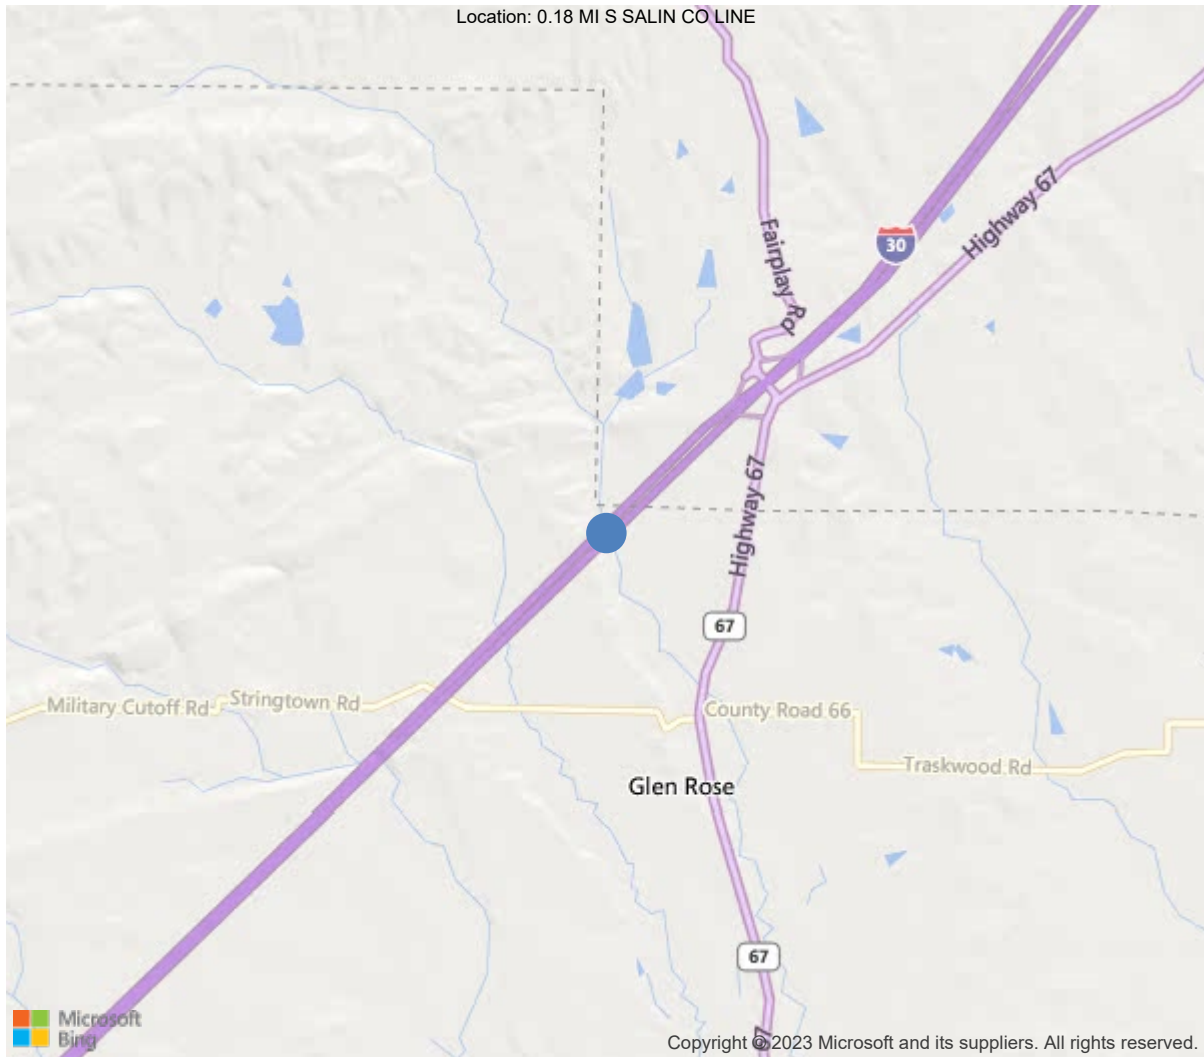 Location: 0.18 MI S SALIN CO LINE
Fairplay Rd
30
Highway 67
Highway 67
67
Military Cutoff Rd
Stringtown Rd
County Road 66
Traskwood Rd
Glen Rose
67
67
Microsoft
Bing
Copyright © 2023 Microsoft and its suppliers. All rights reserved.